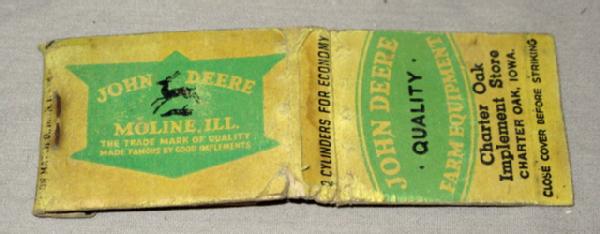 JOHN DEERE
MOLINE, ILL.
THE TRADE MARK OF QUALITY
MADE FAMOUS BY GOOD IMPLEMENTS
2 CYLINDERS FOR ECONOMY
JOHN DEERE
· QUALITY ·
FARM EQUIPMENT
Charter Oak
Implement Store
CHARTER OAK, IOWA.
CLOSE COVER BEFORE STRIKING